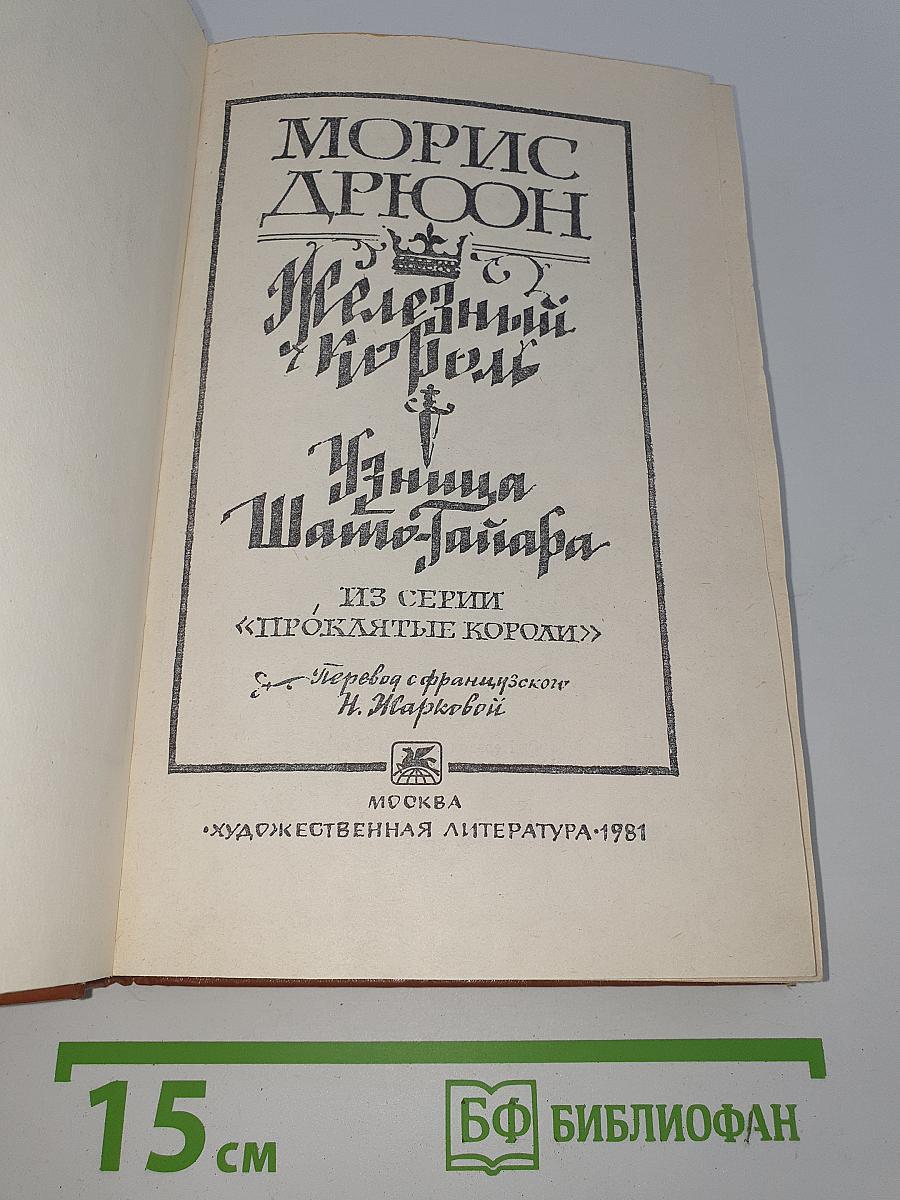 МОРИС
ДРЮОН
Железный
король
Узница
Шато-Гайара
ИЗ СЕРИИ
«ПРОКЛЯТЫЕ КОРОЛИ»
Перевод с французского
Н. Жарковой
МОСКВА
•ХУДОЖЕСТВЕННАЯ ЛИТЕРАТУРА•1981
15 см
БФ БИБЛИОФАН